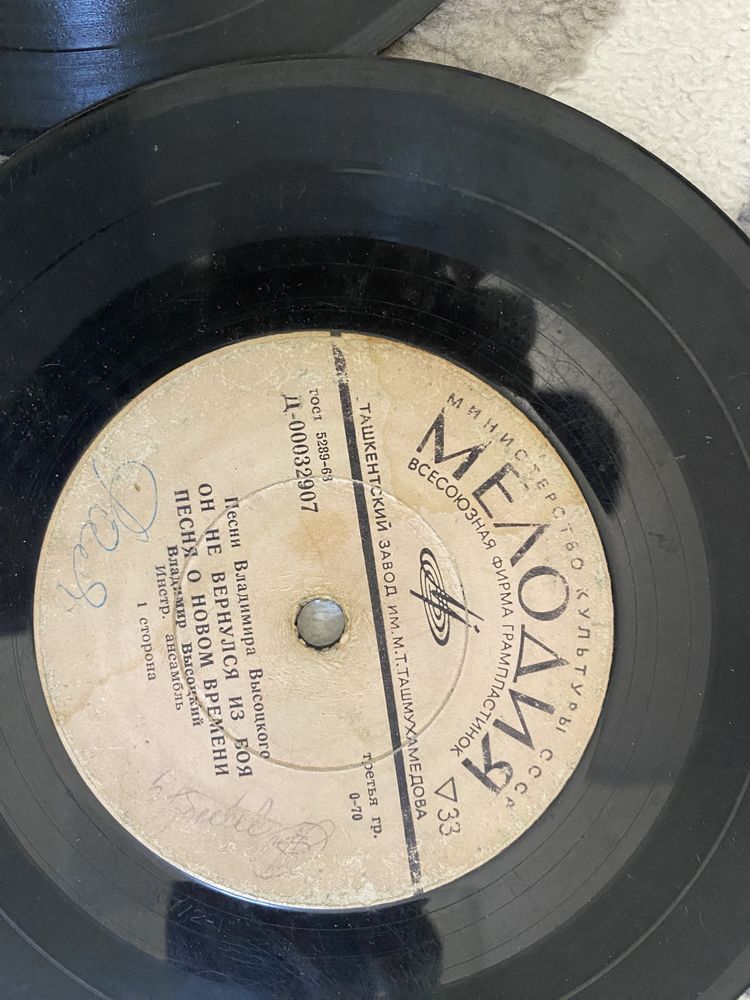 МИНИСТЕРСТВО КУЛЬТУРЫ СССР
МЕЛОДИЯ
ВСЕСОЮЗНАЯ ФИРМА ГРАМПЛАСТИНОК
33
ТАШКЕНТСКИЙ ЗАВОД ИМ. М.Т.ТАШМУХАМЕДОВА
ГОСТ 5289-68
третья гр.
Д-00032907
0-70
Песни Владимира Высоцкого
ОН НЕ ВЕРНУЛСЯ ИЗ БОЯ
ПЕСНЯ О НОВОМ ВРЕМЕНИ
Владимир Высоцкий
Инстр. ансамбль
1 сторона